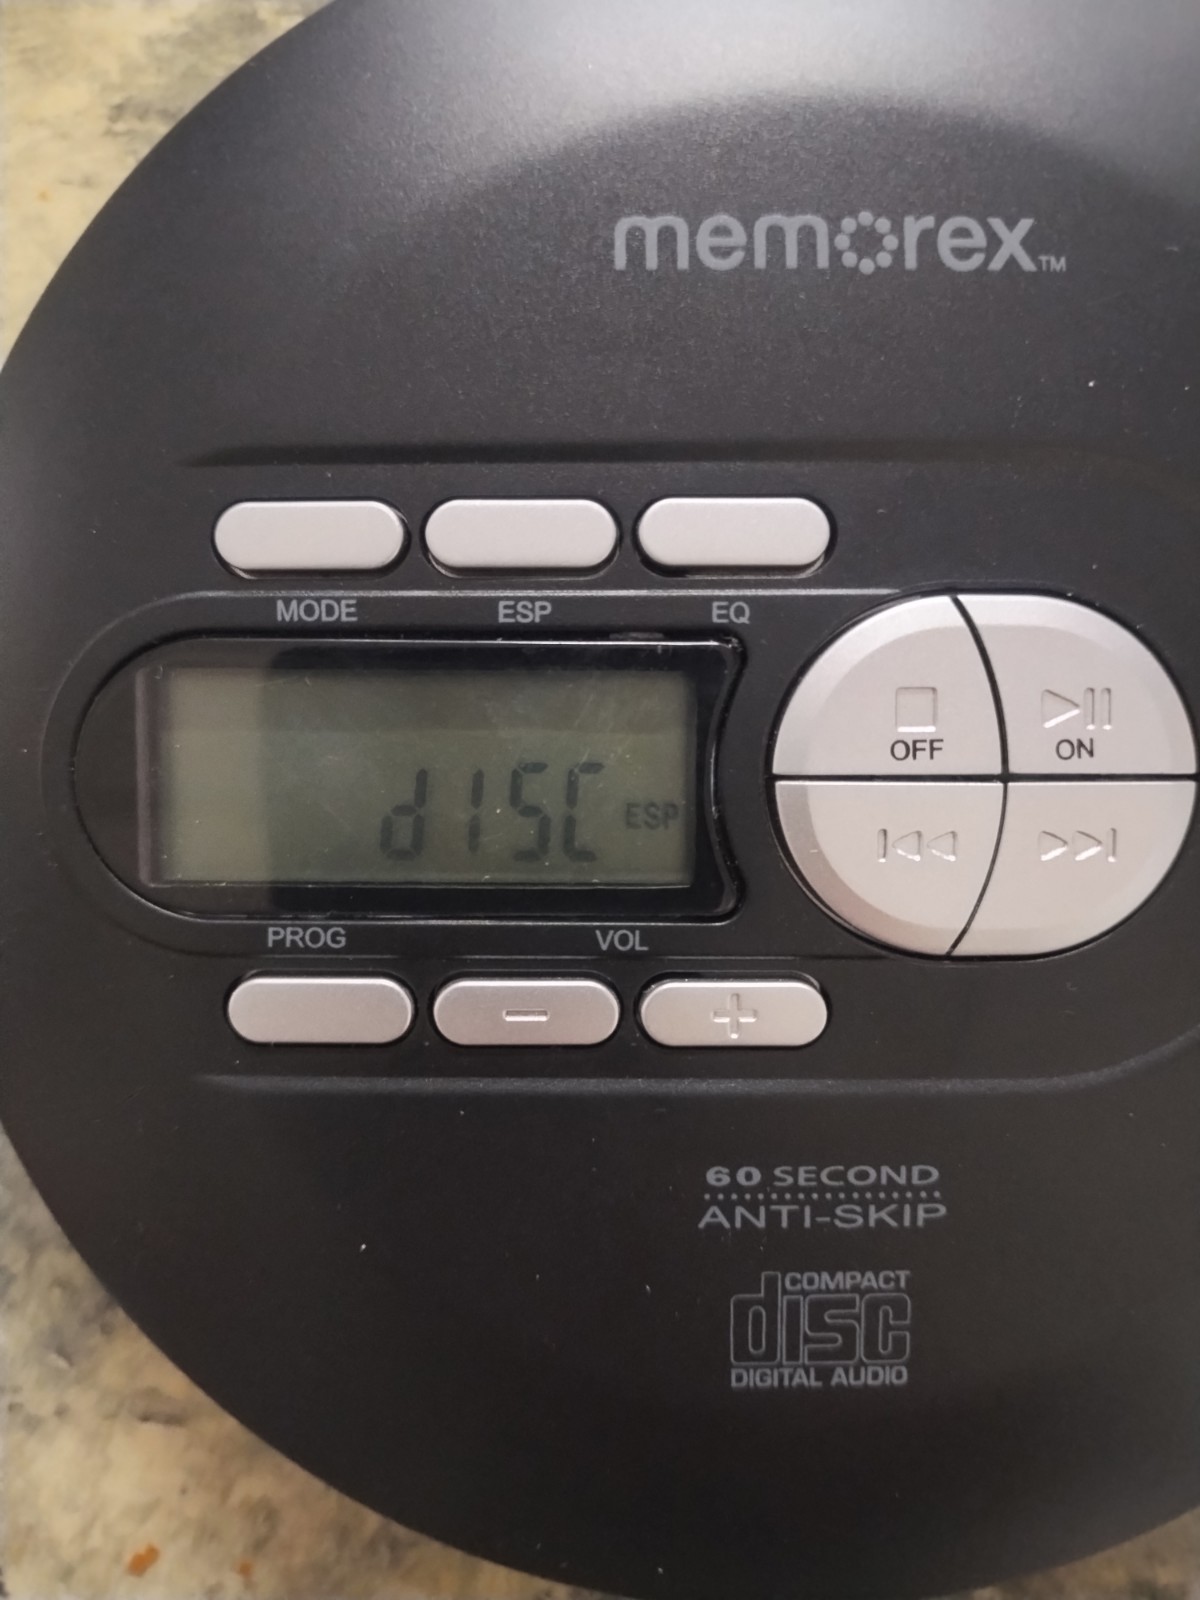 memorex™
MODE ESP EQ
OFF ON
dISC ESP
PROG VOL
- +
60 SECOND
ANTI-SKIP
COMPACT
disc
DIGITAL AUDIO